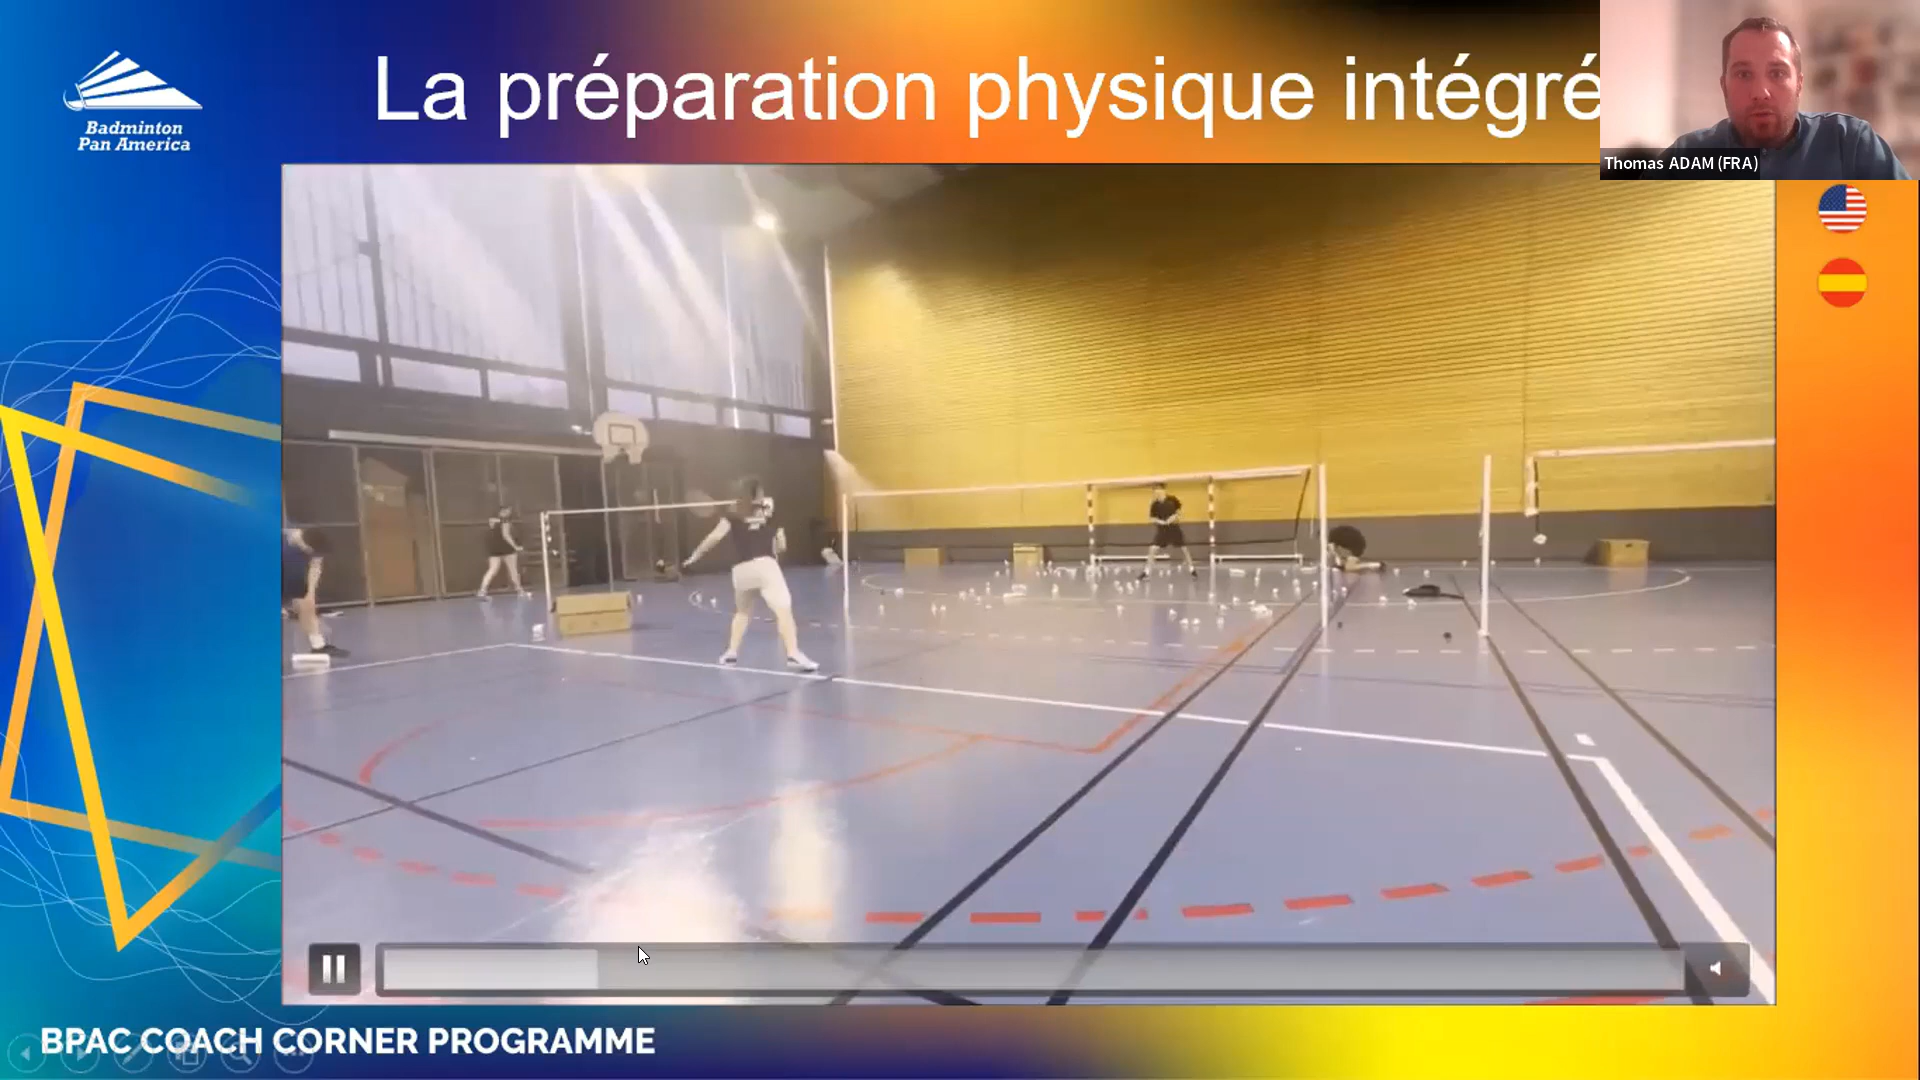 La préparation physique intégré
Badminton
Pan America
Thomas ADAM (FRA)
BPAC COACH CORNER PROGRAMME